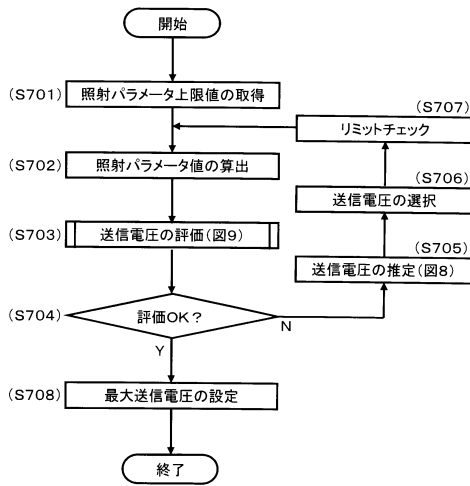 開始
(S701) 照射パラメータ上限値の取得
(S707)
リミットチェック
(S702) 照射パラメータ値の算出
(S706)
送信電圧の選択
(S703) 送信電圧の評価(図9)
(S705)
送信電圧の推定(図8)
(S704) 評価OK?
N
Y
(S708) 最大送信電圧の設定
終了